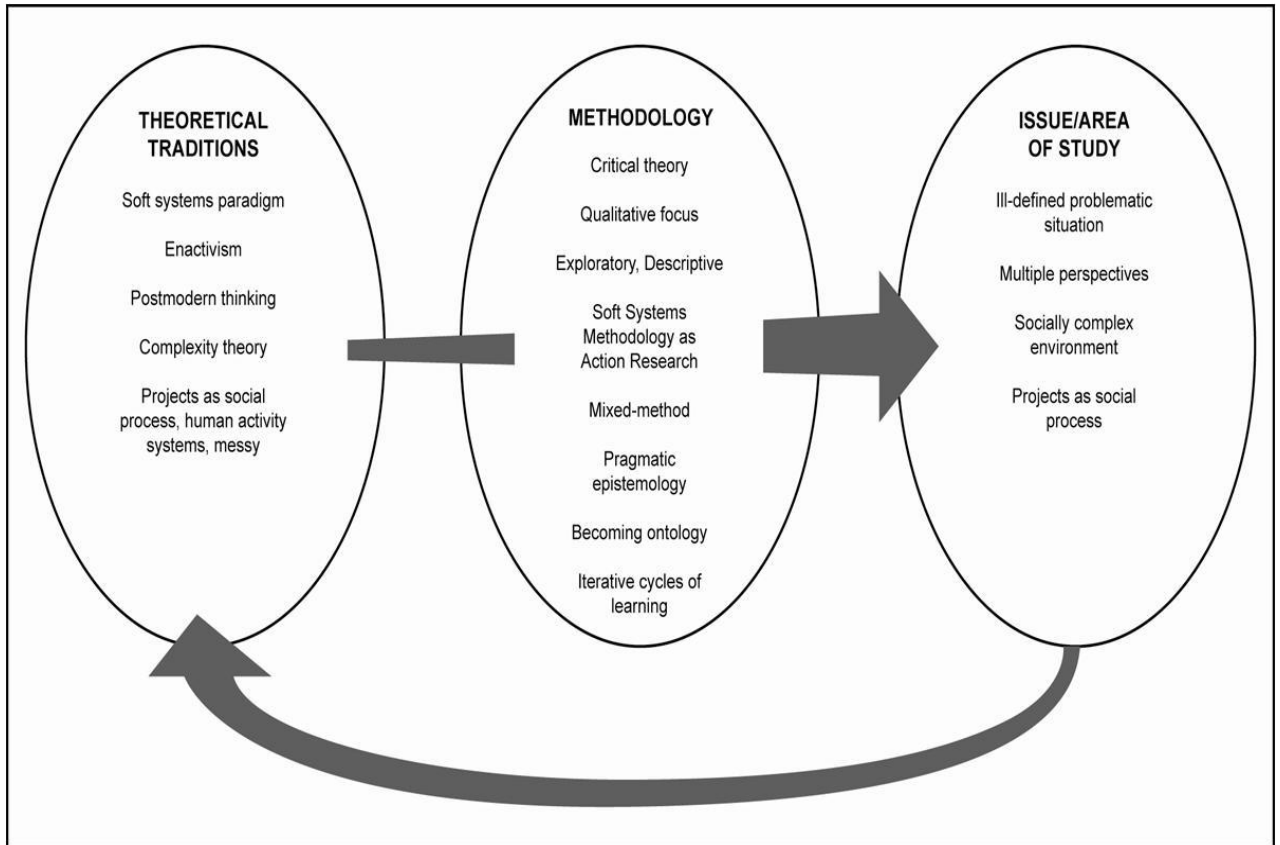 THEORETICAL
TRADITIONS
Soft systems paradigm
Enactivism
Postmodern thinking
Complexity theory
Projects as social
process, human activity
systems, messy
METHODOLOGY
Critical theory
Qualitative focus
Exploratory, Descriptive
Soft Systems
Methodology as
Action Research
Mixed-method
Pragmatic
epistemology
Becoming ontology
Iterative cycles of
learning
ISSUE/AREA
OF STUDY
Ill-defined problematic
situation
Multiple perspectives
Socially complex
environment
Projects as social
process